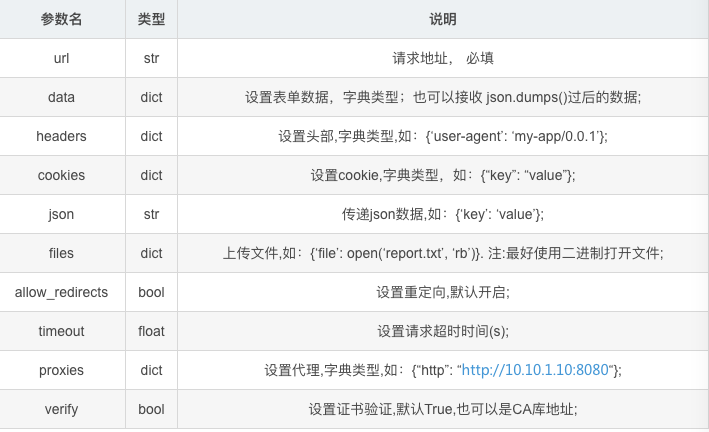 参数名 类型 说明
url str 请求地址， 必填
data dict 设置表单数据，字典类型；也可以接收 json.dumps()过后的数据;
headers dict 设置头部,字典类型,如：{‘user-agent’: ‘my-app/0.0.1’};
cookies dict 设置cookie,字典类型，如：{“key”: “value”};
json str 传递json数据,如：{‘key’: ‘value’};
files dict 上传文件,如：{‘file’: open(‘report.txt’, ‘rb’)}. 注:最好使用二进制打开文件;
allow_redirects bool 设置重定向,默认开启;
timeout float 设置请求超时时间(s);
proxies dict 设置代理,字典类型,如：{“http”: “http://10.10.1.10:8080“};
verify bool 设置证书验证,默认True,也可以是CA库地址;